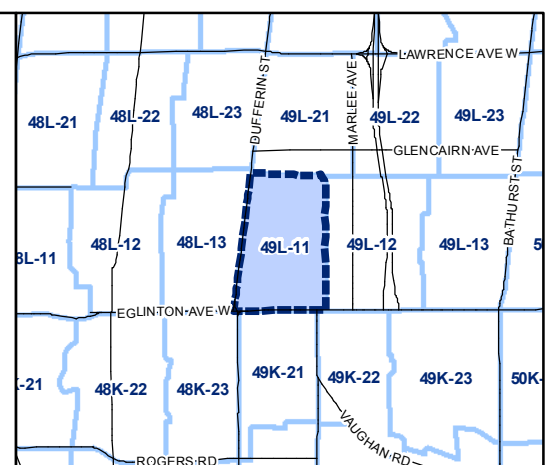 LAWRENCE AVE W
DUFFERIN ST
MARLEE AVE
48L-21
48L-22
48L-23
49L-21
49L-22
49L-23
GLENCAIRN AVE
BATHURST ST
8L-11
48L-12
48L-13
49L-11
49L-12
49L-13
5
EGLINTON AVE W
-21
48K-22
48K-23
49K-21
49K-22
49K-23
50K-
VAUGHAN RD
ROGERS RD